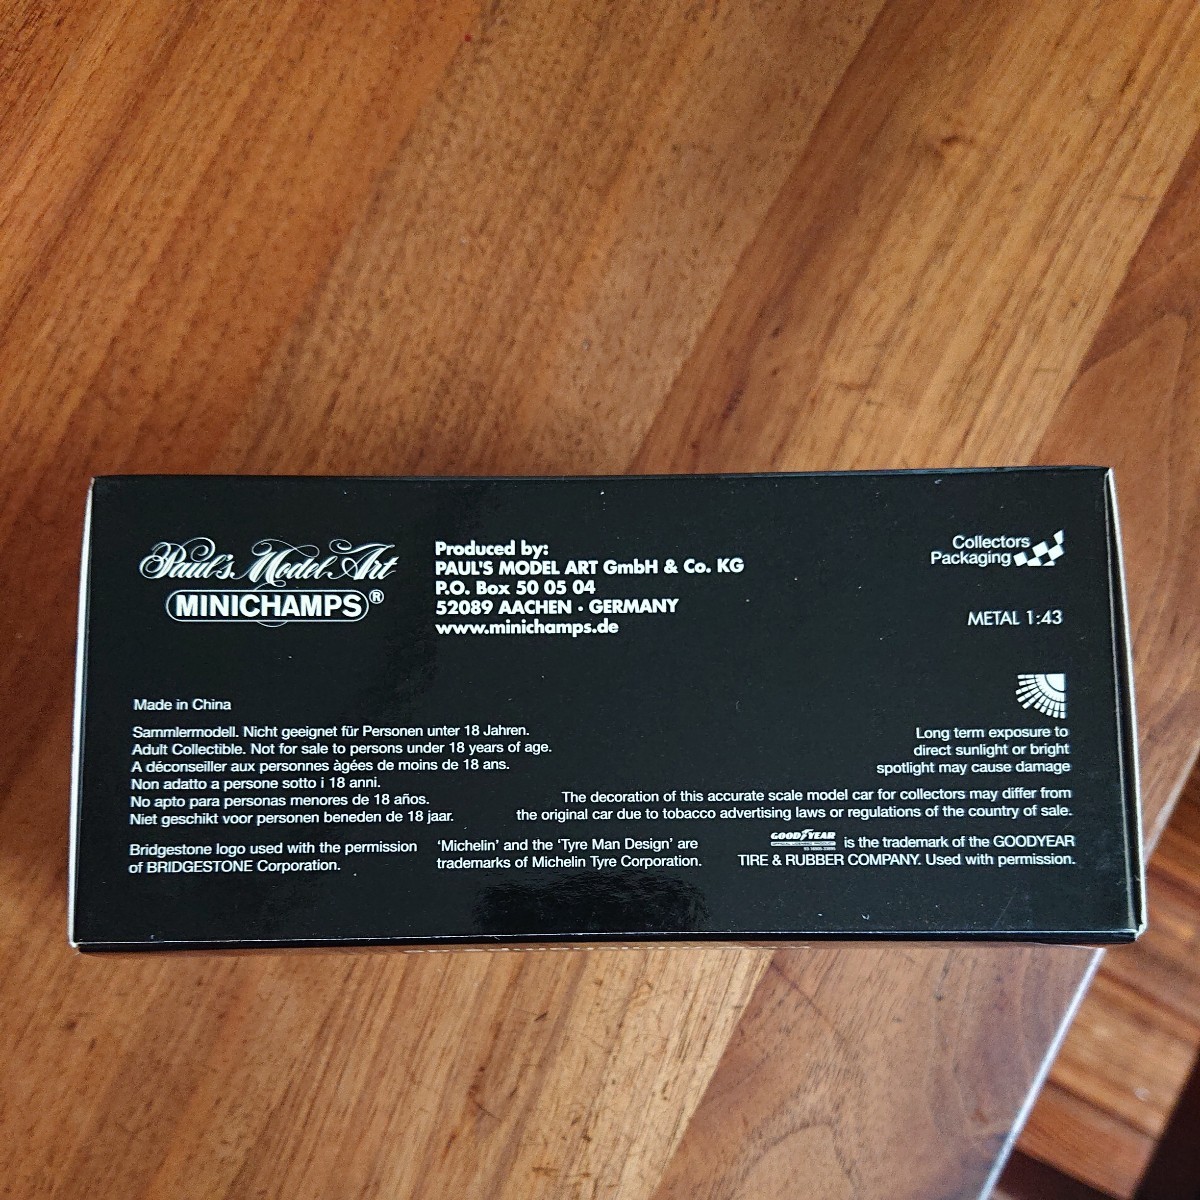 Paul's Model Art
MINICHAMPS®
Produced by:
PAUL'S MODEL ART GmbH & Co. KG
P.O. Box 50 05 04
52089 AACHEN · GERMANY
www.minichamps.de
Collectors
Packaging
METAL 1:43
Made in China
Sammlermodell. Nicht geeignet für Personen unter 18 Jahren.
Adult Collectible. Not for sale to persons under 18 years of age.
A déconseiller aux personnes àgées de moins de 18 ans.
Non adatto a persone sotto i 18 anni.
No apto para personas menores de 18 años.
Niet geschikt voor personen beneden de 18 jaar.
Long term exposure to
direct sunlight or bright
spotlight may cause damage
The decoration of this accurate scale model car for collectors may differ from
the original car due to tobacco advertising laws or regulations of the country of sale.
Bridgestone logo used with the permission
of BRIDGESTONE Corporation.
'Michelin' and the 'Tyre Man Design' are
trademarks of Michelin Tyre Corporation.
GOODYEAR is the trademark of the GOODYEAR
TIRE & RUBBER COMPANY. Used with permission.